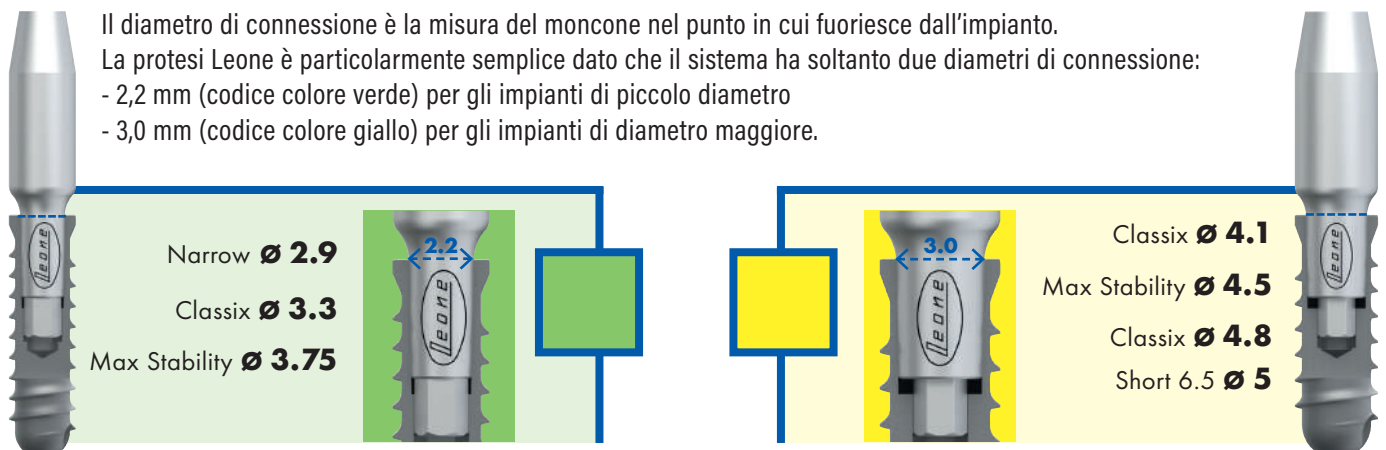 Il diametro di connessione è la misura del moncone nel punto in cui fuoriesce dall'impianto.
La protesi Leone è particolarmente semplice dato che il sistema ha soltanto due diametri di connessione:
- 2,2 mm (codice colore verde) per gli impianti di piccolo diametro
- 3,0 mm (codice colore giallo) per gli impianti di diametro maggiore.
leone
Narrow ø 2.9
Classix ø 3.3
Max Stability ø 3.75
2.2
leone
3.0
leone
Classix ø 4.1
Max Stability ø 4.5
Classix ø 4.8
Short 6.5 ø 5
leone